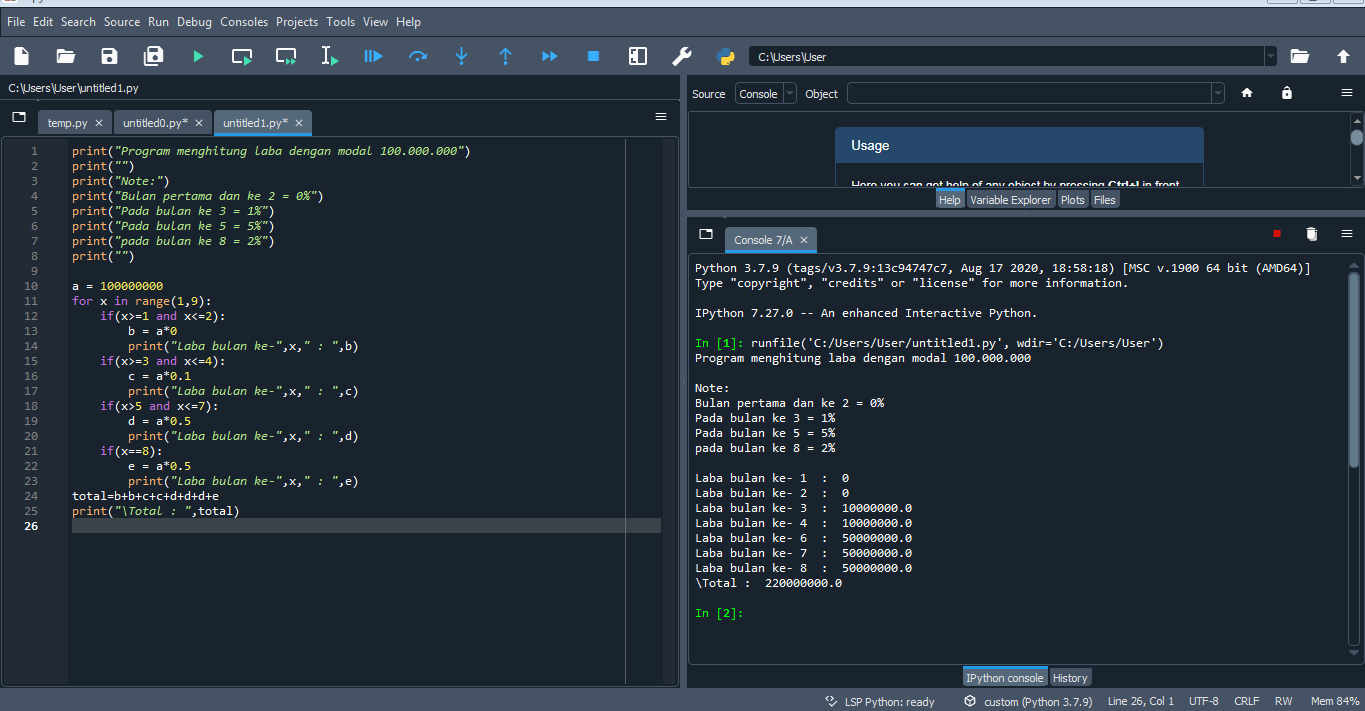 File Edit Search Source Run Debug Consoles Projects Tools View Help
C:\Users\User
C:\Users\User\untitled1.py
temp.py untitled0.py* untitled1.py*
1 print("Program menghitung laba dengan modal 100.000.000")
2 print("")
3 print("Note:")
4 print("Bulan pertama dan ke 2 = 0%")
5 print("Pada bulan ke 3 = 1%")
6 print("Pada bulan ke 5 = 5%")
7 print("pada bulan ke 8 = 2%")
8 print("")
9
10 a = 100000000
11 for x in range(1,9):
12     if(x>=1 and x<=2):
13         b = a*0
14         print("Laba bulan ke-",x," : ",b)
15     if(x>=3 and x<=4):
16         c = a*0.1
17         print("Laba bulan ke-",x," : ",c)
18     if(x>5 and x<=7):
19         d = a*0.5
20         print("Laba bulan ke-",x," : ",d)
21     if(x==8):
22         e = a*0.5
23         print("Laba bulan ke-",x," : ",e)
24 total=b+b+c+c+d+d+d+e
25 print("\Total : ",total)
26
Source Console Object
Usage
Here you can get help of any object by pressing Ctrl+I in front
Help Variable Explorer Plots Files
Console 7/A
Python 3.7.9 (tags/v3.7.9:13c94747c7, Aug 17 2020, 18:58:18) [MSC v.1900 64 bit (AMD64)]
Type "copyright", "credits" or "license" for more information.
IPython 7.27.0 -- An enhanced Interactive Python.
In [1]: runfile('C:/Users/User/untitled1.py', wdir='C:/Users/User')
Program menghitung laba dengan modal 100.000.000
Note:
Bulan pertama dan ke 2 = 0%
Pada bulan ke 3 = 1%
Pada bulan ke 5 = 5%
pada bulan ke 8 = 2%
Laba bulan ke- 1  :  0
Laba bulan ke- 2  :  0
Laba bulan ke- 3  :  10000000.0
Laba bulan ke- 4  :  10000000.0
Laba bulan ke- 6  :  50000000.0
Laba bulan ke- 7  :  50000000.0
Laba bulan ke- 8  :  50000000.0
\Total :  220000000.0
In [2]:
IPython console History
LSP Python: ready custom (Python 3.7.9) Line 26, Col 1 UTF-8 CRLF RW Mem 84%